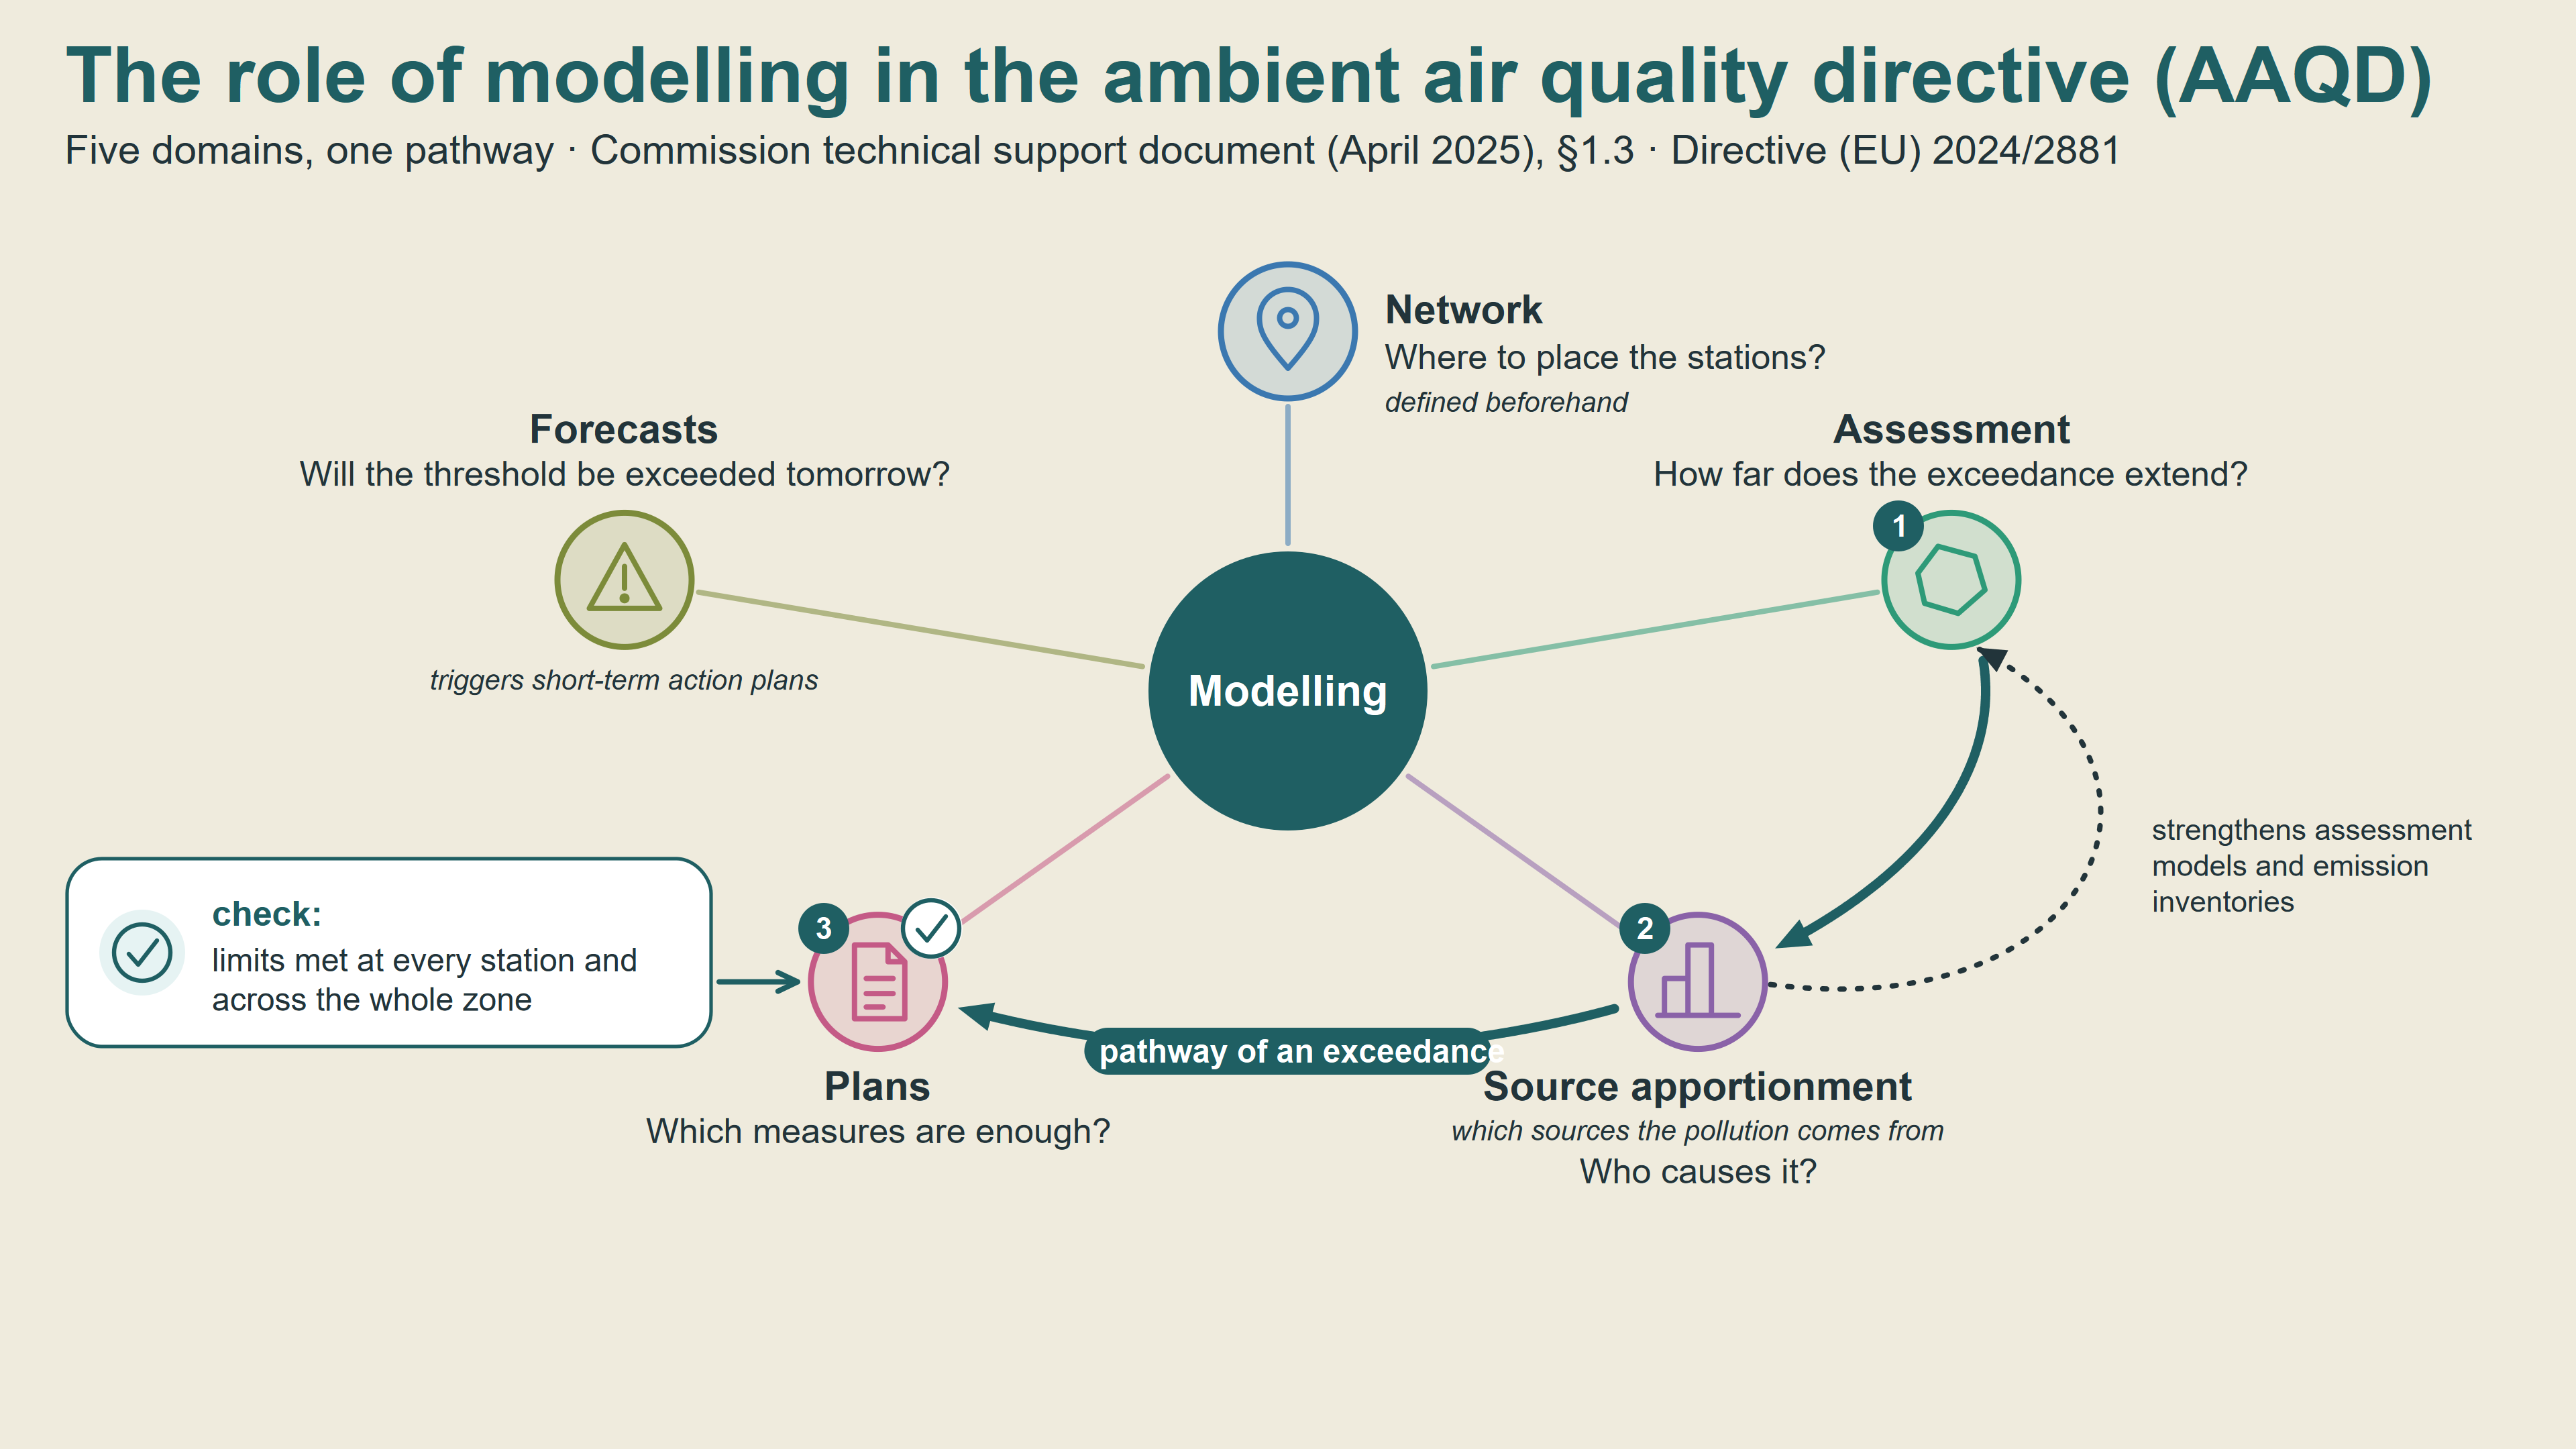 The role of modelling in the ambient air quality directive (AAQD)
Five domains, one pathway · Commission technical support document (April 2025), §1.3 · Directive (EU) 2024/2881
Network
Where to place the stations?
defined beforehand
Forecasts
Will the threshold be exceeded tomorrow?
triggers short-term action plans
Assessment
How far does the exceedance extend?
1
Modelling
strengthens assessment
models and emission
inventories
check:
limits met at every station and
across the whole zone
3
2
pathway of an exceedance
Plans
Which measures are enough?
Source apportionment
which sources the pollution comes from
Who causes it?